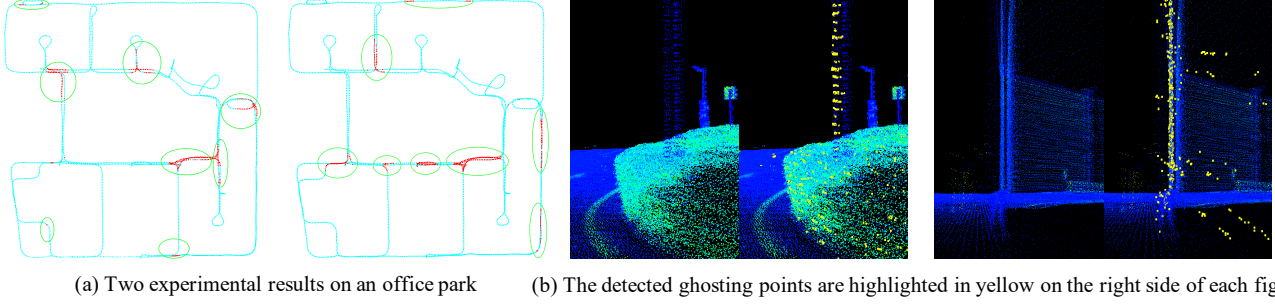 (a) Two experimental results on an office park
(b) The detected ghosting points are highlighted in yellow on the right side of each fig